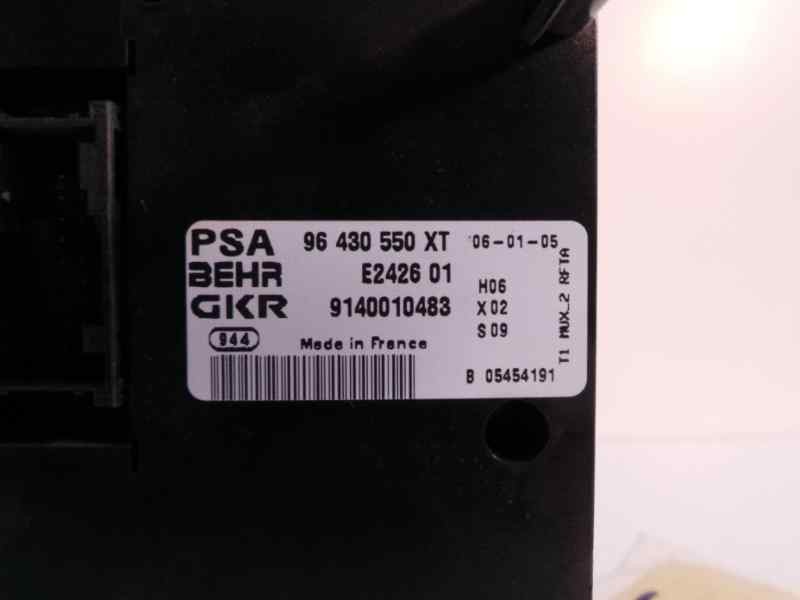 PSA 96 430 550 XT 06-01-05
BEHR E2426 01
GKR 9140010483
H06
X02
S09
944 Made in France
B 05454191
T1 MUX_2 RFTA